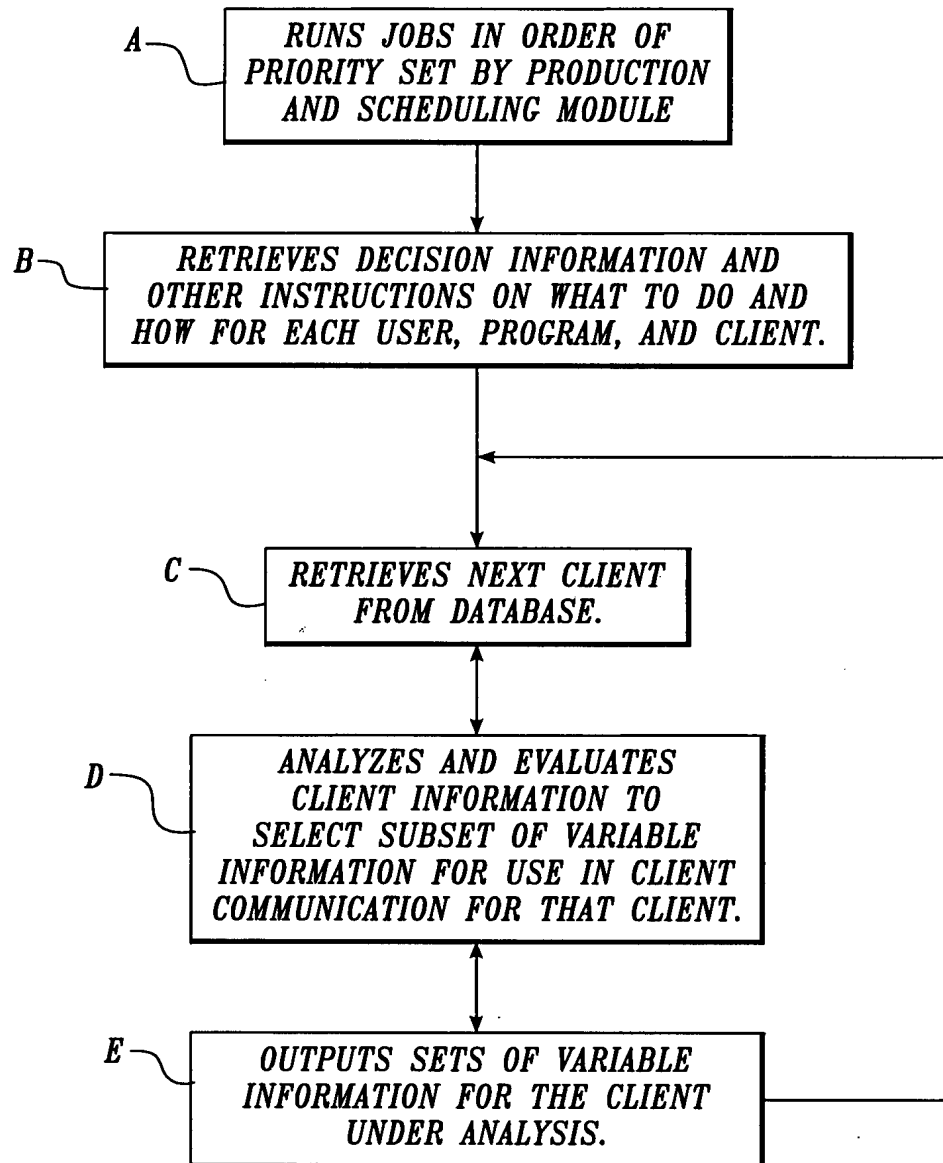 A
RUNS JOBS IN ORDER OF
PRIORITY SET BY PRODUCTION
AND SCHEDULING MODULE
B
RETRIEVES DECISION INFORMATION AND
OTHER INSTRUCTIONS ON WHAT TO DO AND
HOW FOR EACH USER, PROGRAM, AND CLIENT.
C
RETRIEVES NEXT CLIENT
FROM DATABASE.
D
ANALYZES AND EVALUATES
CLIENT INFORMATION TO
SELECT SUBSET OF VARIABLE
INFORMATION FOR USE IN CLIENT
COMMUNICATION FOR THAT CLIENT.
E
OUTPUTS SETS OF VARIABLE
INFORMATION FOR THE CLIENT
UNDER ANALYSIS.